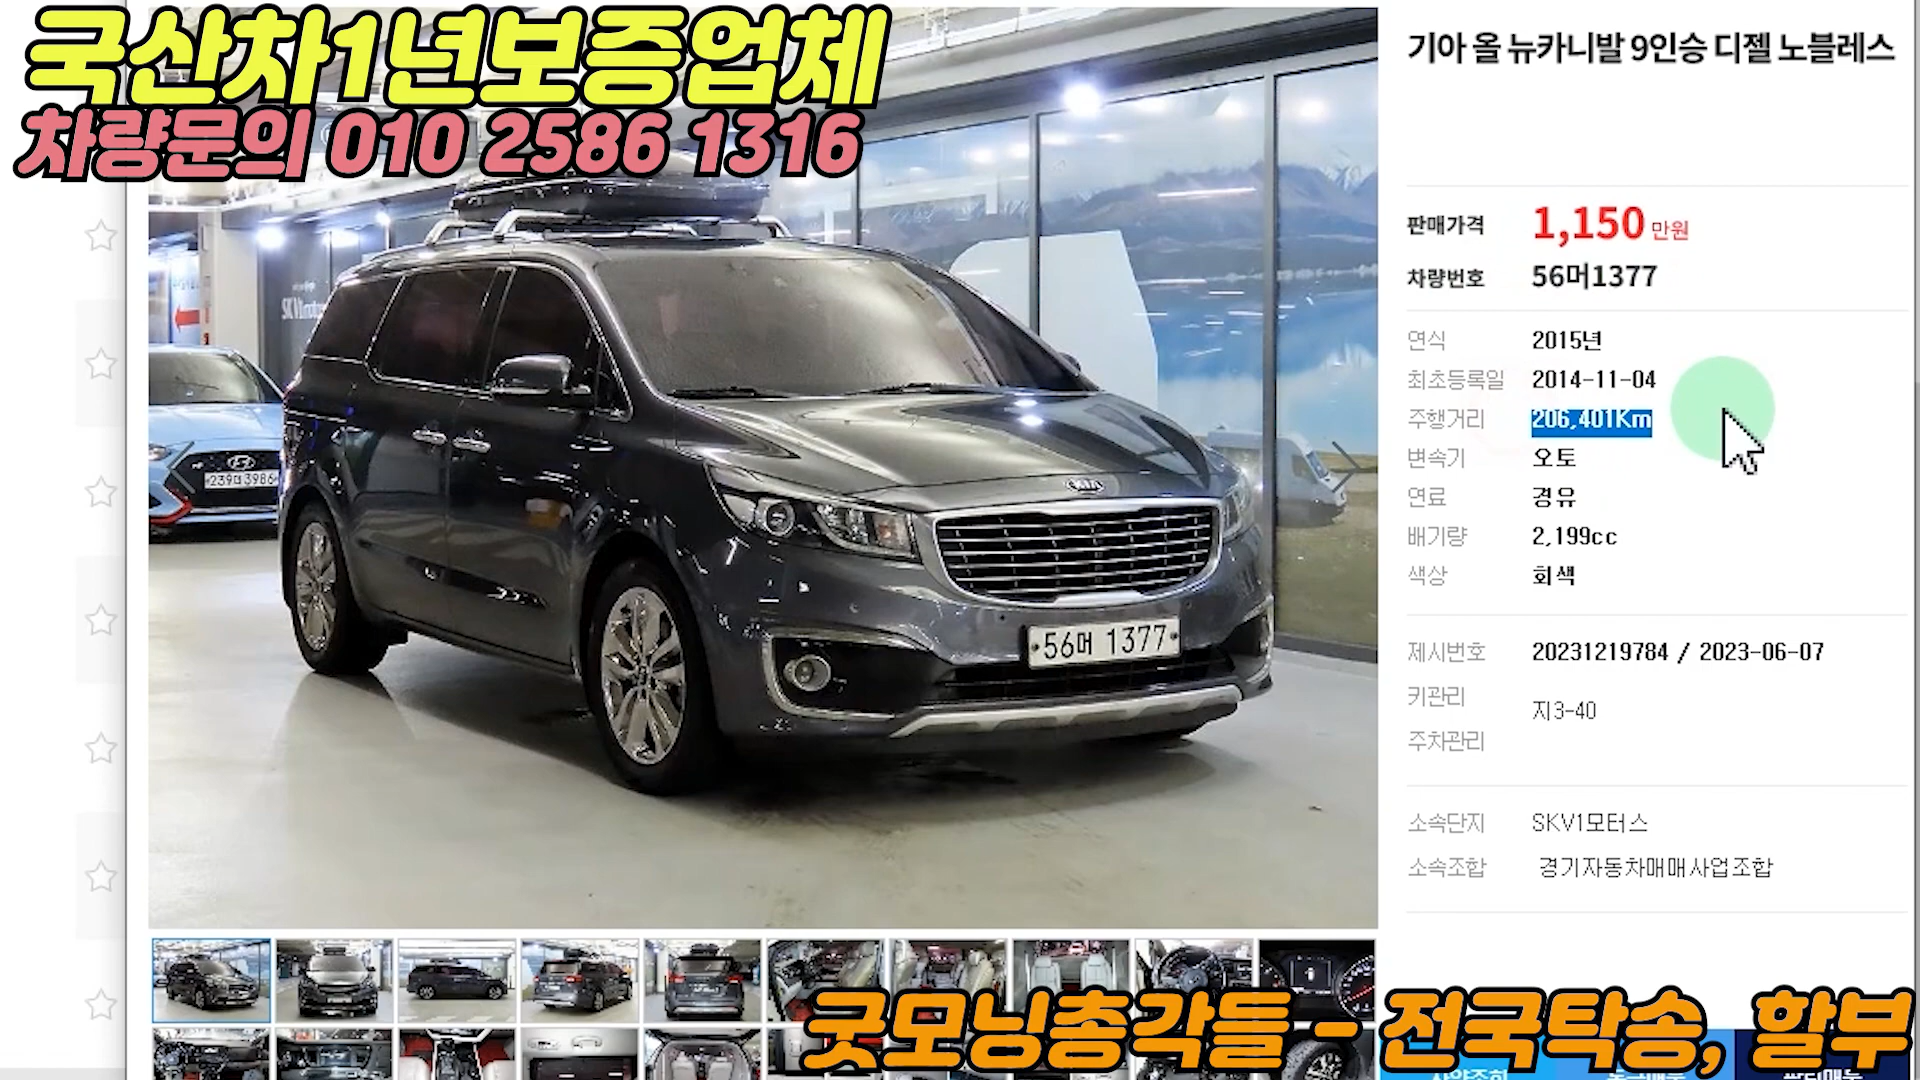 국산차1년보증업체
차량문의 010 2586 1316
기아 올 뉴카니발 9인승 디젤 노블레스
판매가격 1,150 만원
차량번호 56머1377
연식 2015년
최초등록일 2014-11-04
주행거리 206,401Km
변속기 오토
연료 경유
배기량 2,199cc
색상 회색
제시번호 20231219784 / 2023-06-07
키관리 지3-40
주차관리
소속단지 SKV1모터스
소속조합 경기자동차매매사업조합
SKV1motors
239더3986
KIA
56머 1377
굿모닝총각들 - 전국탁송, 할부